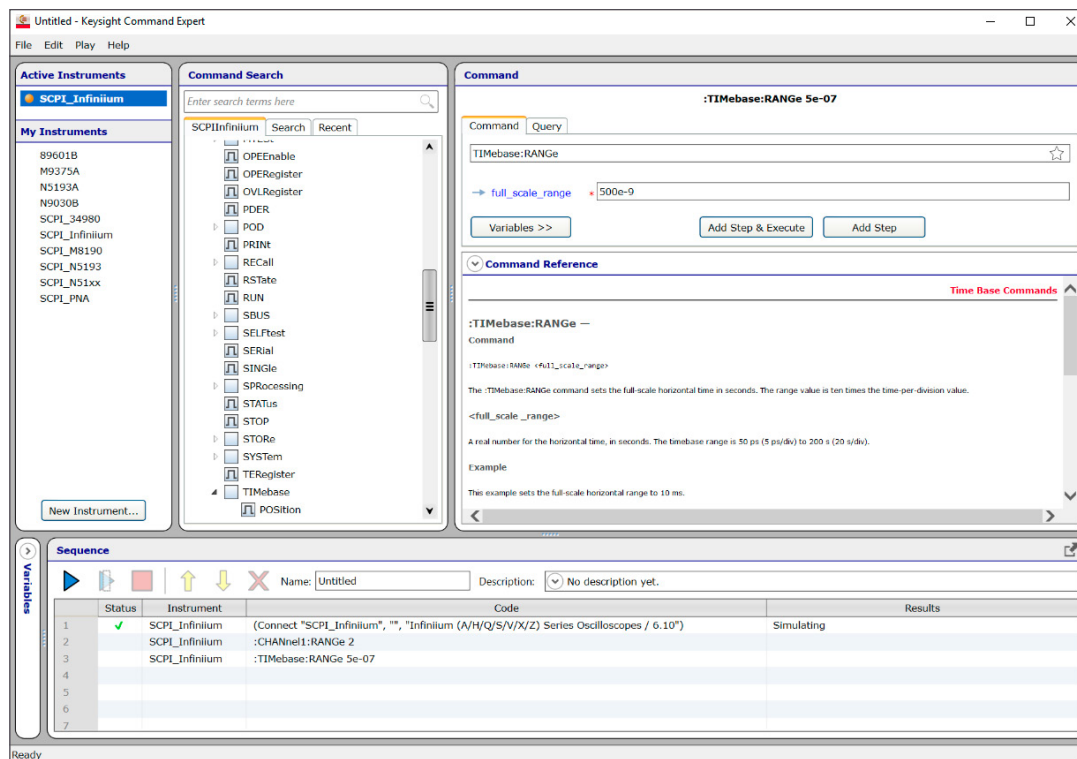 Untitled - Keysight Command Expert
File Edit Play Help
Active Instruments
SCPI_Infiniium
My Instruments
89601B
M9375A
N5193A
N9030B
SCPI_34980
SCPI_Infiniium
SCPI_M8190
SCPI_N5193
SCPI_N51xx
SCPI_PNA
New Instrument...
Command Search
Enter search terms here
SCPIInfiniium Search Recent
OPEEnable
OPERegister
OVLRegister
PDER
POD
PRINt
RECall
RSTate
RUN
SBUS
SELFtest
SERial
SINGle
SPRocessing
STATus
STOP
STORe
SYSTem
TERegister
TIMebase
POSition
Command
:TIMebase:RANGe 5e-07
Command Query
TIMebase:RANGe
full_scale_range * 500e-9
Variables >> Add Step & Execute Add Step
Command Reference
Time Base Commands
:TIMebase:RANGe —
Command
:TIMebase:RANGe <full_scale_range>
The :TIMebase:RANGe command sets the full-scale horizontal time in seconds. The range value is ten times the time-per-division value.
<full_scale _range>
A real number for the horizontal time, in seconds. The timebase range is 50 ps (5 ps/div) to 200 s (20 s/div).
Example
This example sets the full-scale horizontal range to 10 ms.
Variables
Sequence
Name: Untitled Description: No description yet.
Status Instrument Code Results
1 SCPI_Infiniium (Connect "SCPI_Infiniium", "", "Infiniium (A/H/Q/S/V/X/Z) Series Oscilloscopes / 6.10") Simulating
2 SCPI_Infiniium :CHANnel1:RANGE 2
3 SCPI_Infiniium :TIMebase:RANGe 5e-07
4
5
6
7
Ready